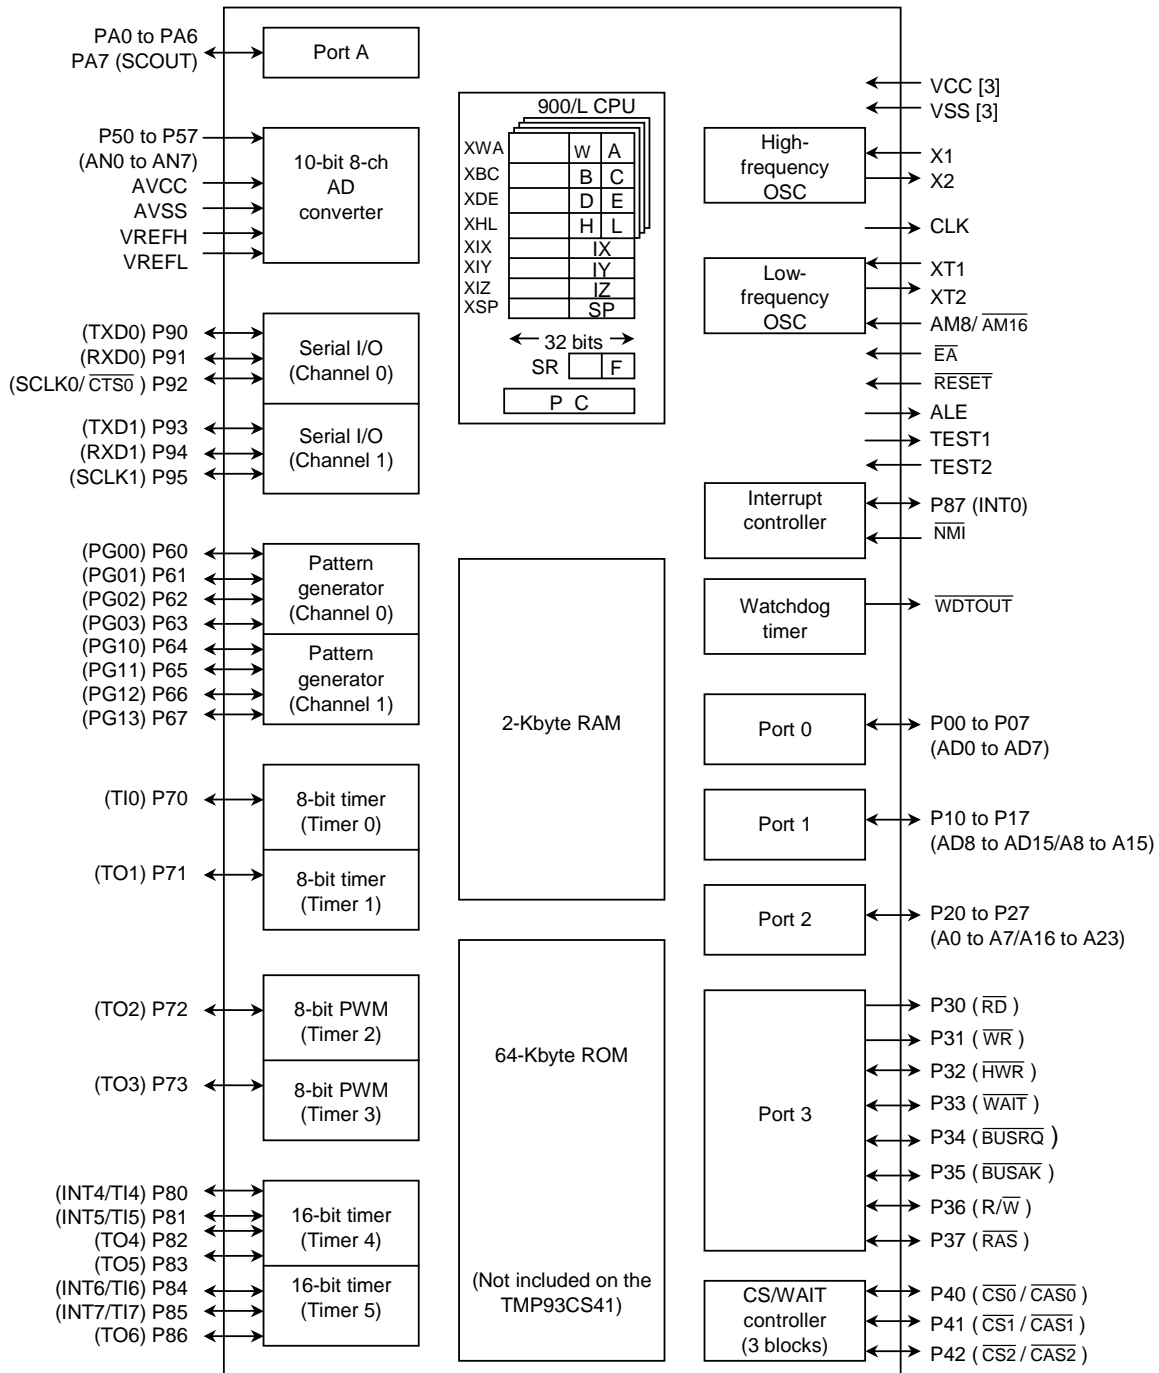 PA0 to PA6
PA7 (SCOUT)
Port A
P50 to P57
(AN0 to AN7)
AVCC
AVSS
VREFH
VREFL
10-bit 8-ch
AD
converter
(TXD0) P90
(RXD0) P91
(SCLK0/ CTS0 ) P92
Serial I/O
(Channel 0)
(TXD1) P93
(RXD1) P94
(SCLK1) P95
Serial I/O
(Channel 1)
(PG00) P60
(PG01) P61
(PG02) P62
(PG03) P63
Pattern
generator
(Channel 0)
(PG10) P64
(PG11) P65
(PG12) P66
(PG13) P67
Pattern
generator
(Channel 1)
(TI0) P70
8-bit timer
(Timer 0)
(TO1) P71
8-bit timer
(Timer 1)
(TO2) P72
8-bit PWM
(Timer 2)
(TO3) P73
8-bit PWM
(Timer 3)
(INT4/TI4) P80
(INT5/TI5) P81
(TO4) P82
(TO5) P83
16-bit timer
(Timer 4)
(INT6/TI6) P84
(INT7/TI7) P85
(TO6) P86
16-bit timer
(Timer 5)
900/L CPU
XWA W A
XBC B C
XDE D E
XHL H L
XIX IX
XIY IY
XIZ IZ
XSP SP
32 bits
SR F
P C
2-Kbyte RAM
64-Kbyte ROM
(Not included on the
TMP93CS41)
VCC [3]
VSS [3]
High-
frequency
OSC
X1
X2
CLK
Low-
frequency
OSC
XT1
XT2
AM8/ AM16
EA
RESET
ALE
TEST1
TEST2
Interrupt
controller
P87 (INT0)
NMI
Watchdog
timer
WDTOUT
Port 0
P00 to P07
(AD0 to AD7)
Port 1
P10 to P17
(AD8 to AD15/A8 to A15)
Port 2
P20 to P27
(A0 to A7/A16 to A23)
Port 3
P30 ( RD )
P31 ( WR )
P32 ( HWR )
P33 ( WAIT )
P34 ( BUSRQ )
P35 ( BUSAK )
P36 ( R/W )
P37 ( RAS )
CS/WAIT
controller
(3 blocks)
P40 ( CS0 / CAS0 )
P41 ( CS1 / CAS1 )
P42 ( CS2 / CAS2 )